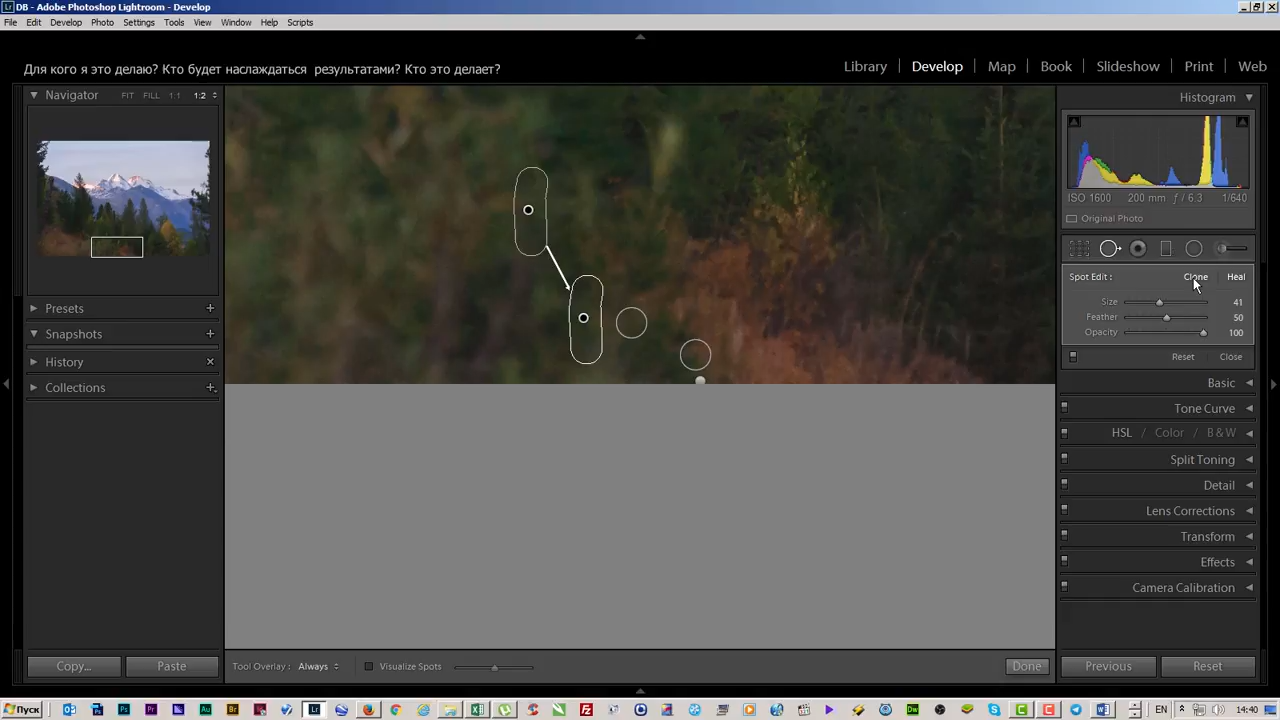 DB - Adobe Photoshop Lightroom - Develop
File Edit Develop Photo Settings Tools View Window Help Scripts
Для кого я это делаю? Кто будет наслаждаться результатами? Кто это делает?
Library Develop Map Book Slideshow Print Web
Navigator FIT FILL 1:1 1:2
Histogram
ISO 1600 200 mm ƒ / 6.3 1/640
Original Photo
Spot Edit : Clone Heal
Size 41
Feather 50
Opacity 100
Reset Close
Presets
Snapshots
History
Collections
Basic
Tone Curve
HSL / Color / B & W
Split Toning
Detail
Lens Corrections
Transform
Effects
Camera Calibration
Copy... Paste
Tool Overlay : Always Visualize Spots Done
Previous Reset
Пуск EN 14:40